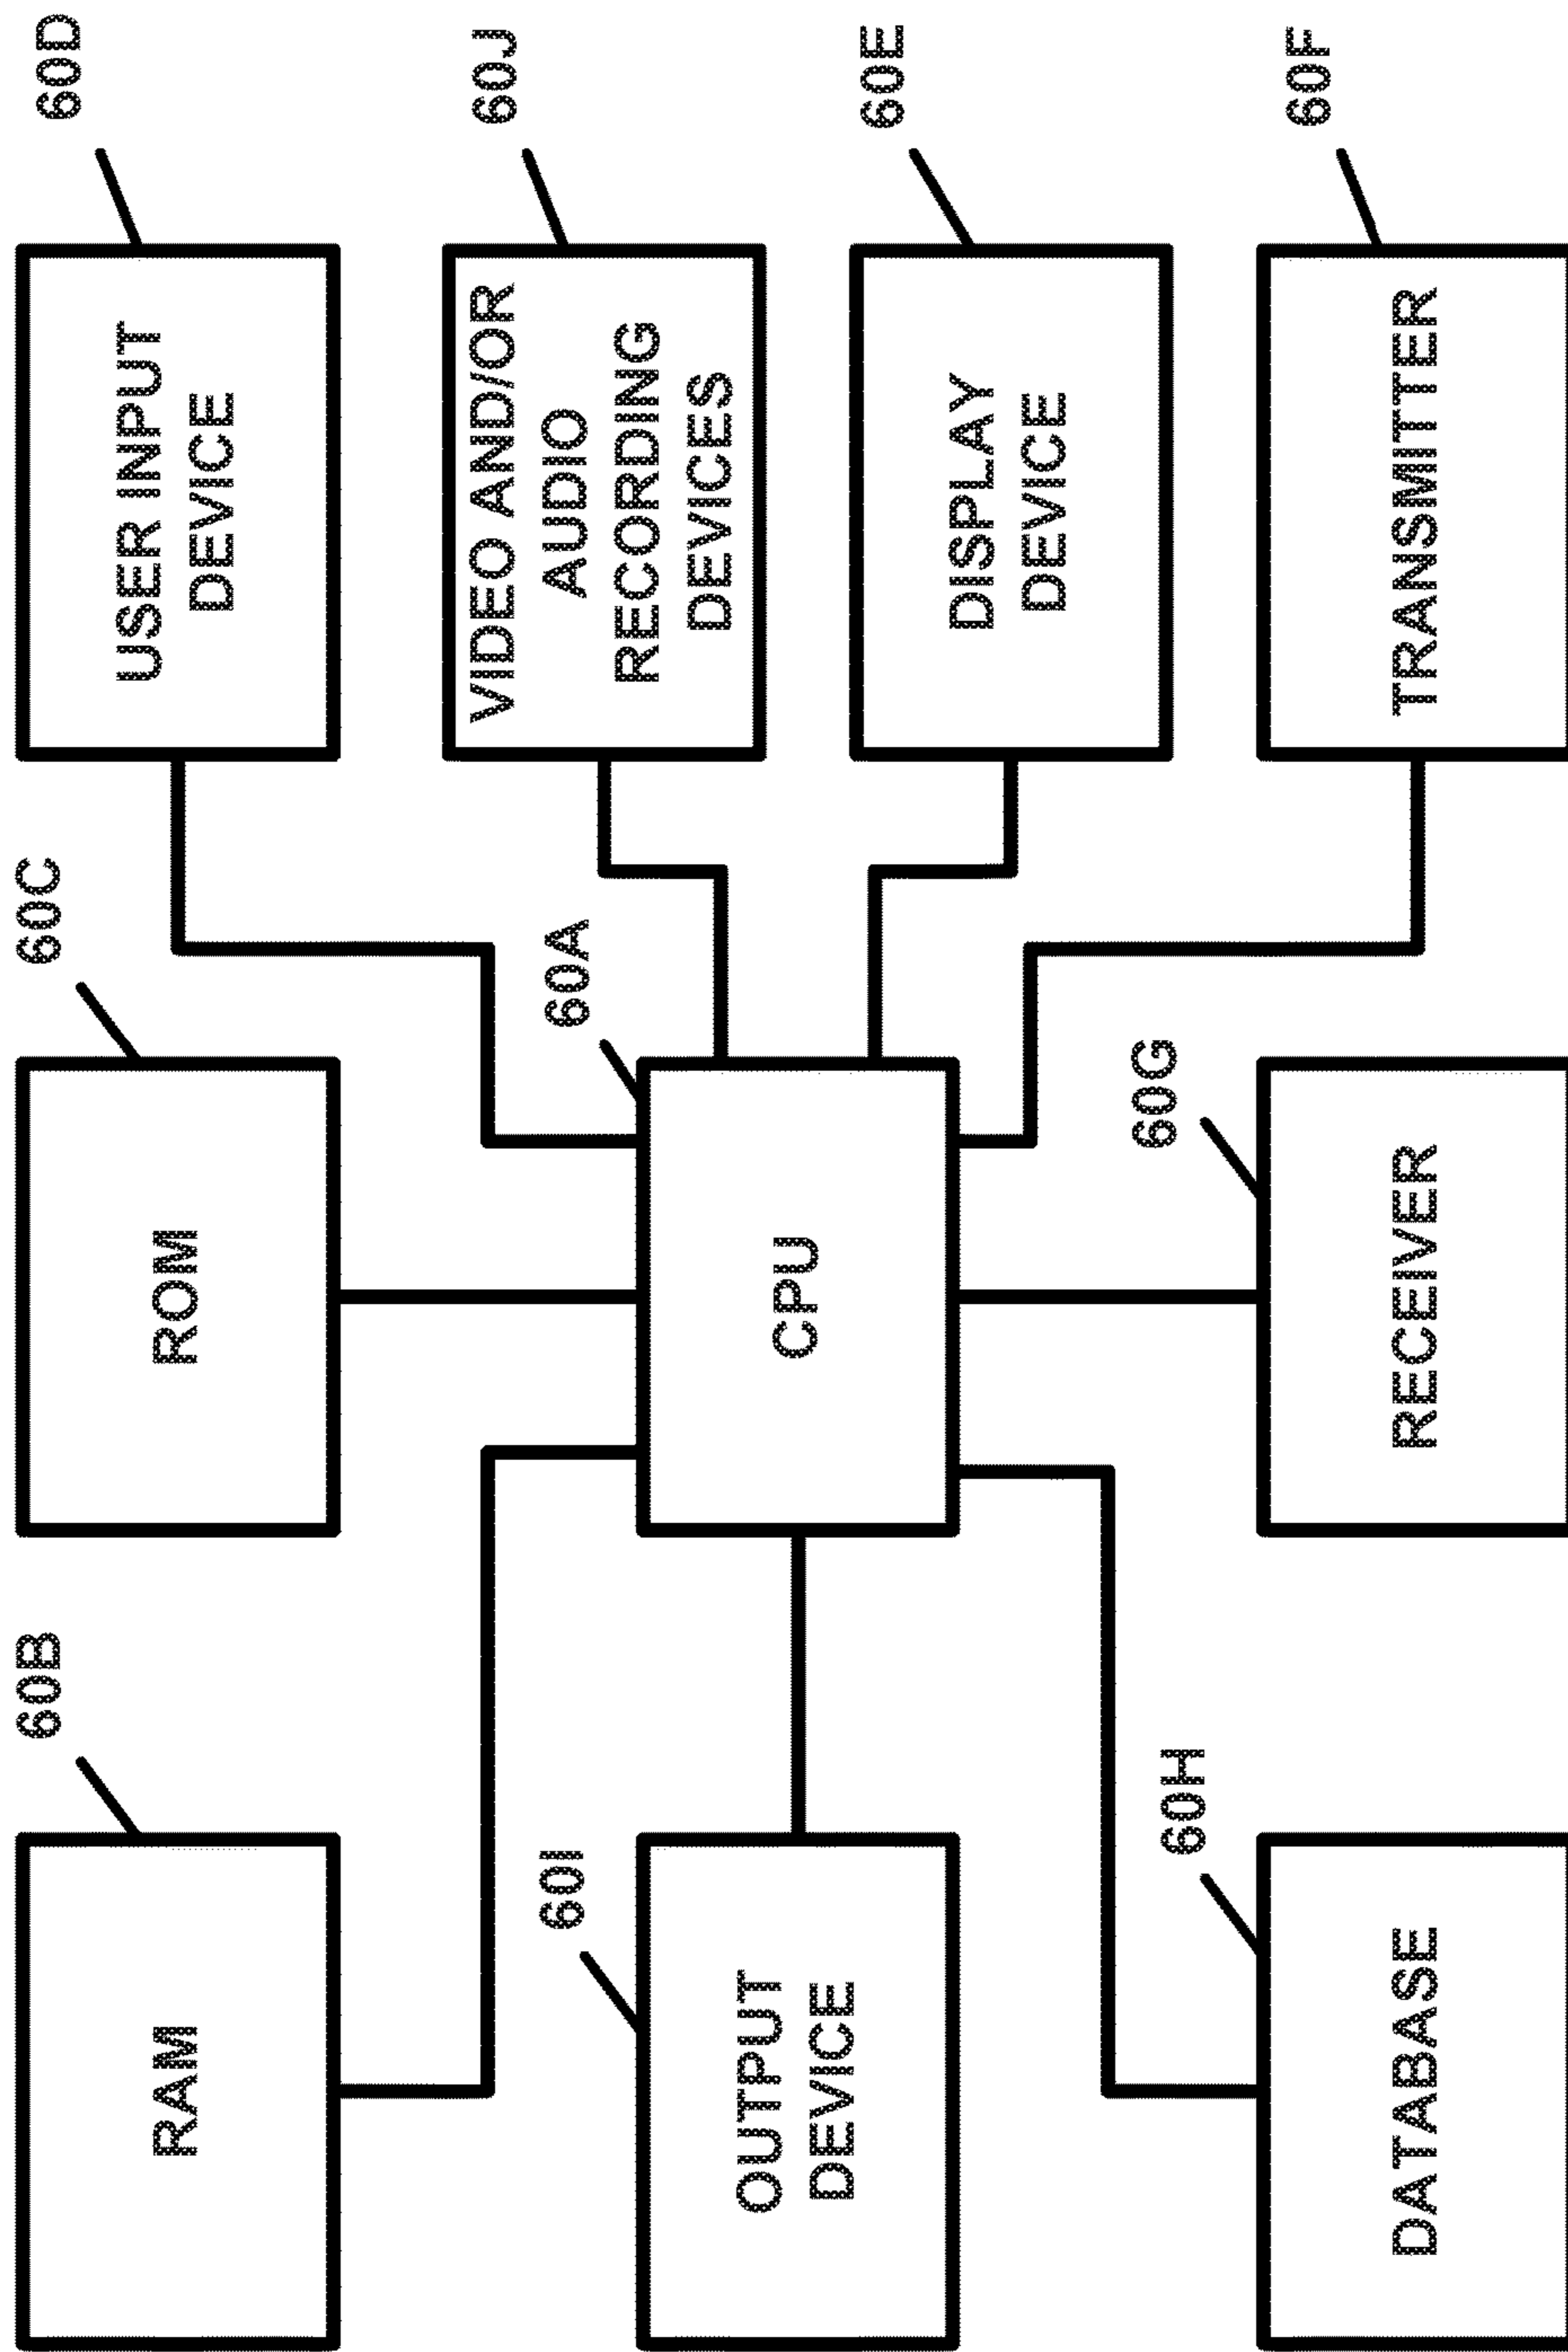 60B
RAM
60C
ROM
60D
USER INPUT
DEVICE
60I
OUTPUT
DEVICE
60A
CPU
60J
VIDEO AND/OR
AUDIO
RECORDING
DEVICES
60E
DISPLAY
DEVICE
60H
DATABASE
60G
RECEIVER
60F
TRANSMITTER